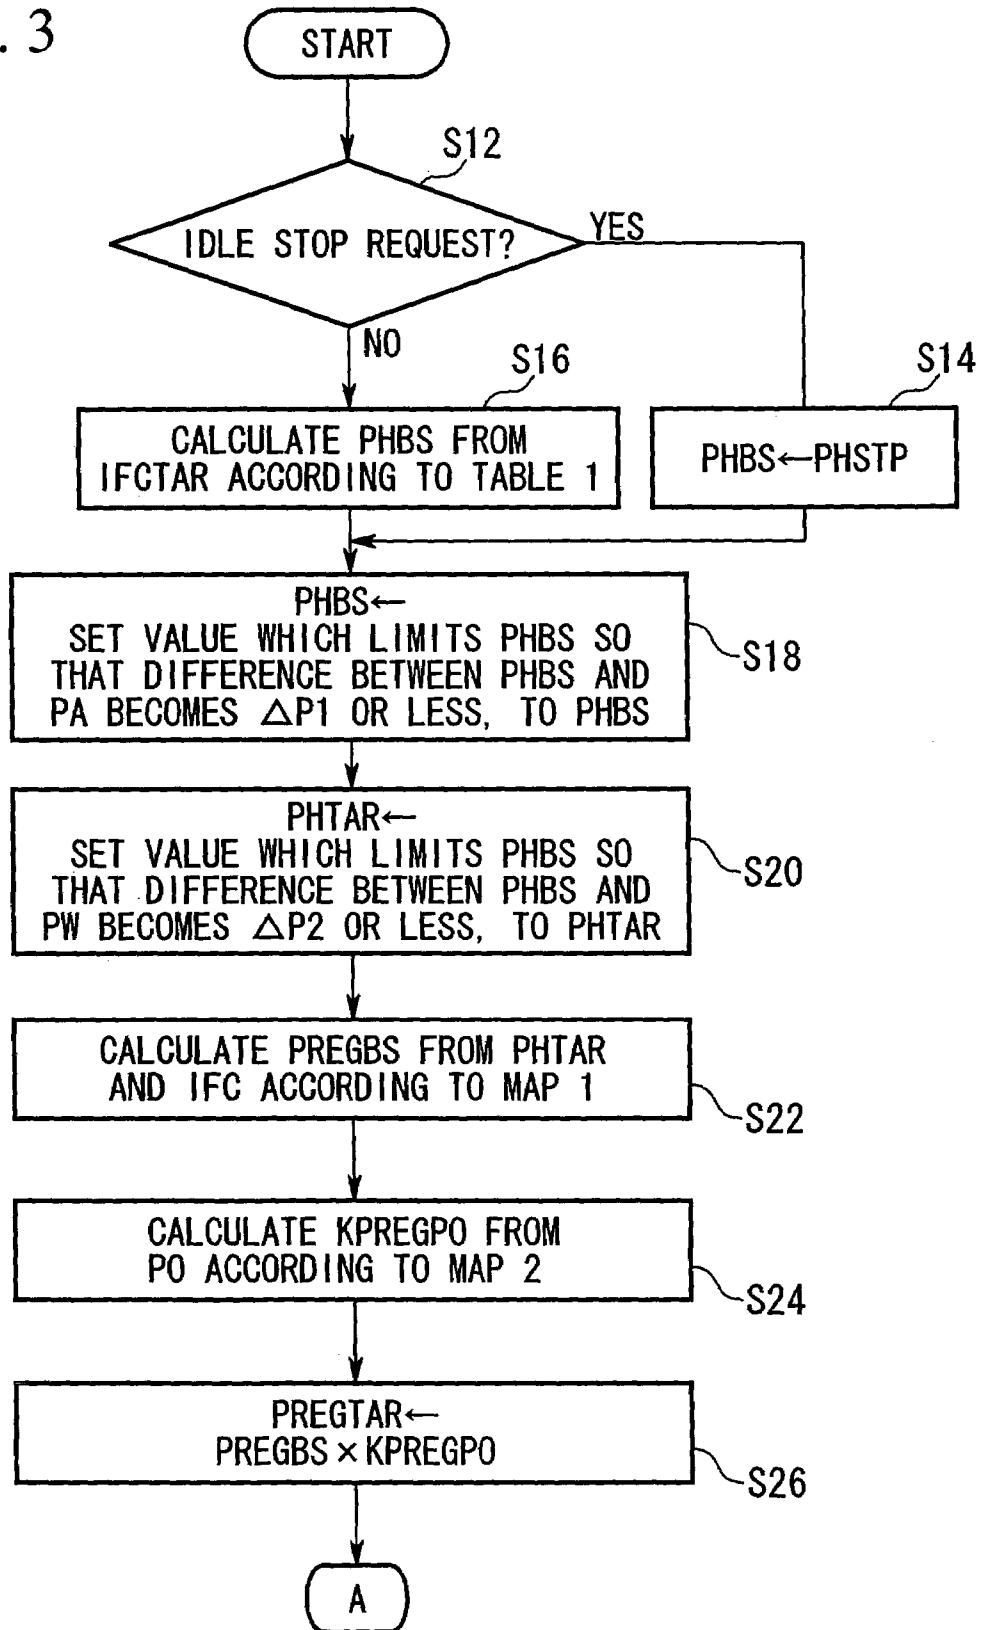 . 3
START
S12
IDLE STOP REQUEST?
YES
NO
S16
S14
CALCULATE PHBS FROM
IFCTAR ACCORDING TO TABLE 1
PHBS←PHSTP
PHBS←
SET VALUE WHICH LIMITS PHBS SO
THAT DIFFERENCE BETWEEN PHBS AND
PA BECOMES △P1 OR LESS, TO PHBS
S18
PHTAR←
SET VALUE WHICH LIMITS PHBS SO
THAT DIFFERENCE BETWEEN PHBS AND
PW BECOMES △P2 OR LESS, TO PHTAR
S20
CALCULATE PREGBS FROM PHTAR
AND IFC ACCORDING TO MAP 1
S22
CALCULATE KPREGPO FROM
PO ACCORDING TO MAP 2
S24
PREGTAR←
PREGBS×KPREGPO
S26
A